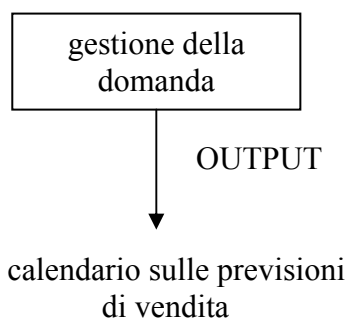 gestione della
domanda
OUTPUT
calendario sulle previsioni
di vendita